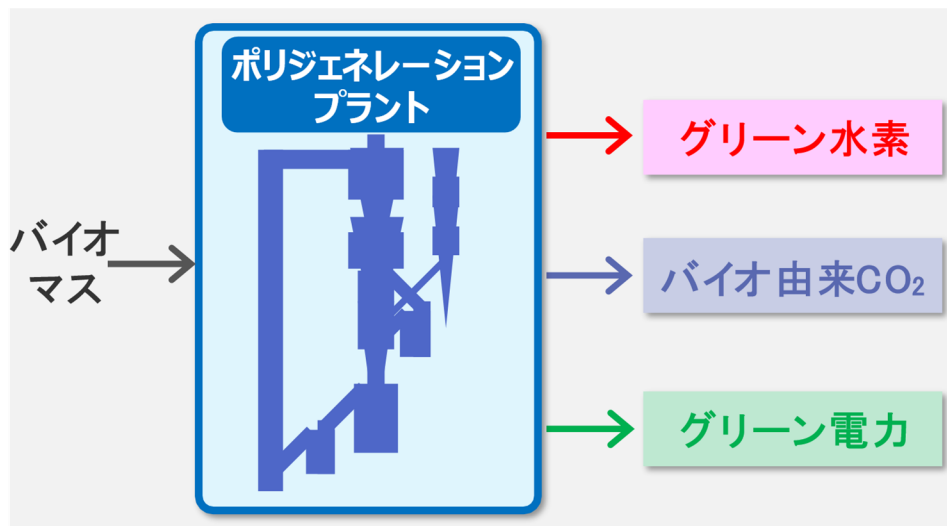 ポリジェネレーション
プラント
バイオ
マス
グリーン水素
バイオ由来CO₂
グリーン電力